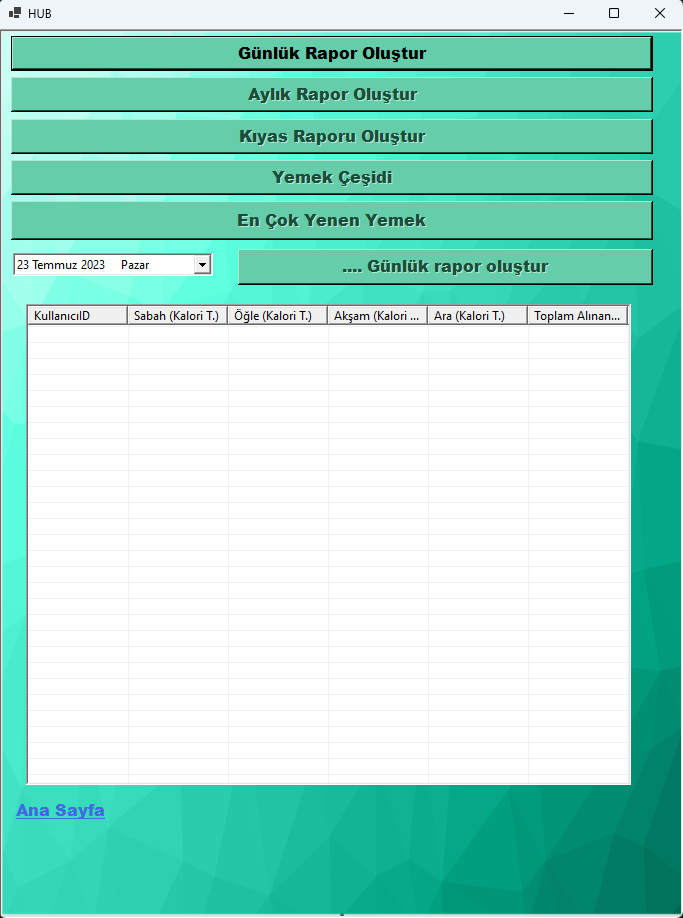 HUB
Günlük Rapor Oluştur
Aylık Rapor Oluştur
Kıyas Raporu Oluştur
Yemek Çeşidi
En Çok Yenen Yemek
23 Temmuz 2023 Pazar
.... Günlük rapor oluştur
KullanıcıID Sabah (Kalori T.) Öğle (Kalori T.) Akşam (Kalori ... Ara (Kalori T.) Toplam Alınan...
Ana Sayfa